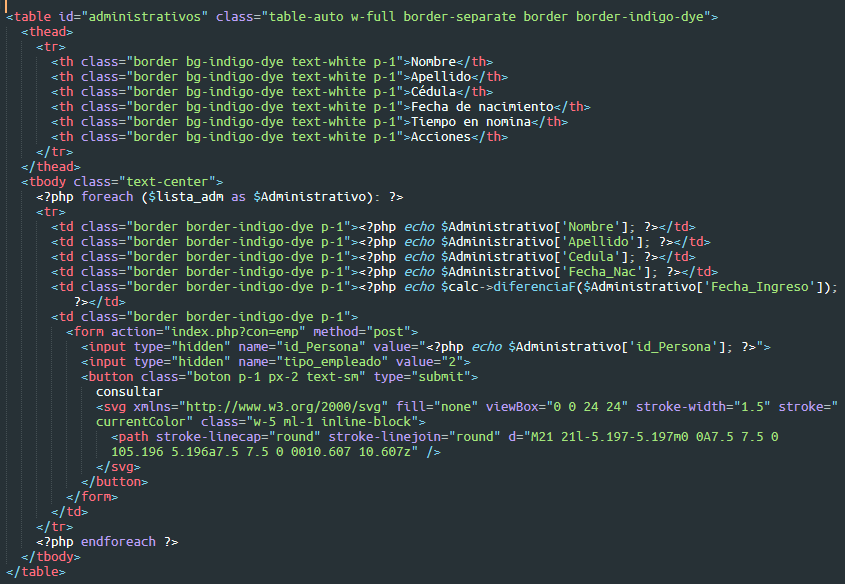 <table id="administrativos" class="table-auto w-full border-separate border border-indigo-dye">
<thead>
<tr>
<th class="border bg-indigo-dye text-white p-1">Nombre</th>
<th class="border bg-indigo-dye text-white p-1">Apellido</th>
<th class="border bg-indigo-dye text-white p-1">Cédula</th>
<th class="border bg-indigo-dye text-white p-1">Fecha de nacimiento</th>
<th class="border bg-indigo-dye text-white p-1">Tiempo en nomina</th>
<th class="border bg-indigo-dye text-white p-1">Acciones</th>
</tr>
</thead>
<tbody class="text-center">
<?php foreach ($lista_adm as $Administrativo): ?>
<tr>
<td class="border border-indigo-dye p-1"><?php echo $Administrativo['Nombre']; ?></td>
<td class="border border-indigo-dye p-1"><?php echo $Administrativo['Apellido']; ?></td>
<td class="border border-indigo-dye p-1"><?php echo $Administrativo['Cedula']; ?></td>
<td class="border border-indigo-dye p-1"><?php echo $Administrativo['Fecha_Nac']; ?></td>
<td class="border border-indigo-dye p-1"><?php echo $calc->diferenciaF($Administrativo['Fecha_Ingreso']);
?></td>
<td class="border border-indigo-dye p-1">
<form action="index.php?con=emp" method="post">
<input type="hidden" name="id_Persona" value="<?php echo $Administrativo['id_Persona']; ?>">
<input type="hidden" name="tipo_empleado" value="2">
<button class="boton p-1 px-2 text-sm" type="submit">
consultar
<svg xmlns="http://www.w3.org/2000/svg" fill="none" viewBox="0 0 24 24" stroke-width="1.5" stroke="
currentColor" class="w-5 ml-1 inline-block">
<path stroke-linecap="round" stroke-linejoin="round" d="M21 21l-5.197-5.197m0 0A7.5 7.5 0
105.196 5.196a7.5 7.5 0 0010.607 10.607z" />
</svg>
</button>
</form>
</td>
</tr>
<?php endforeach ?>
</tbody>
</table>